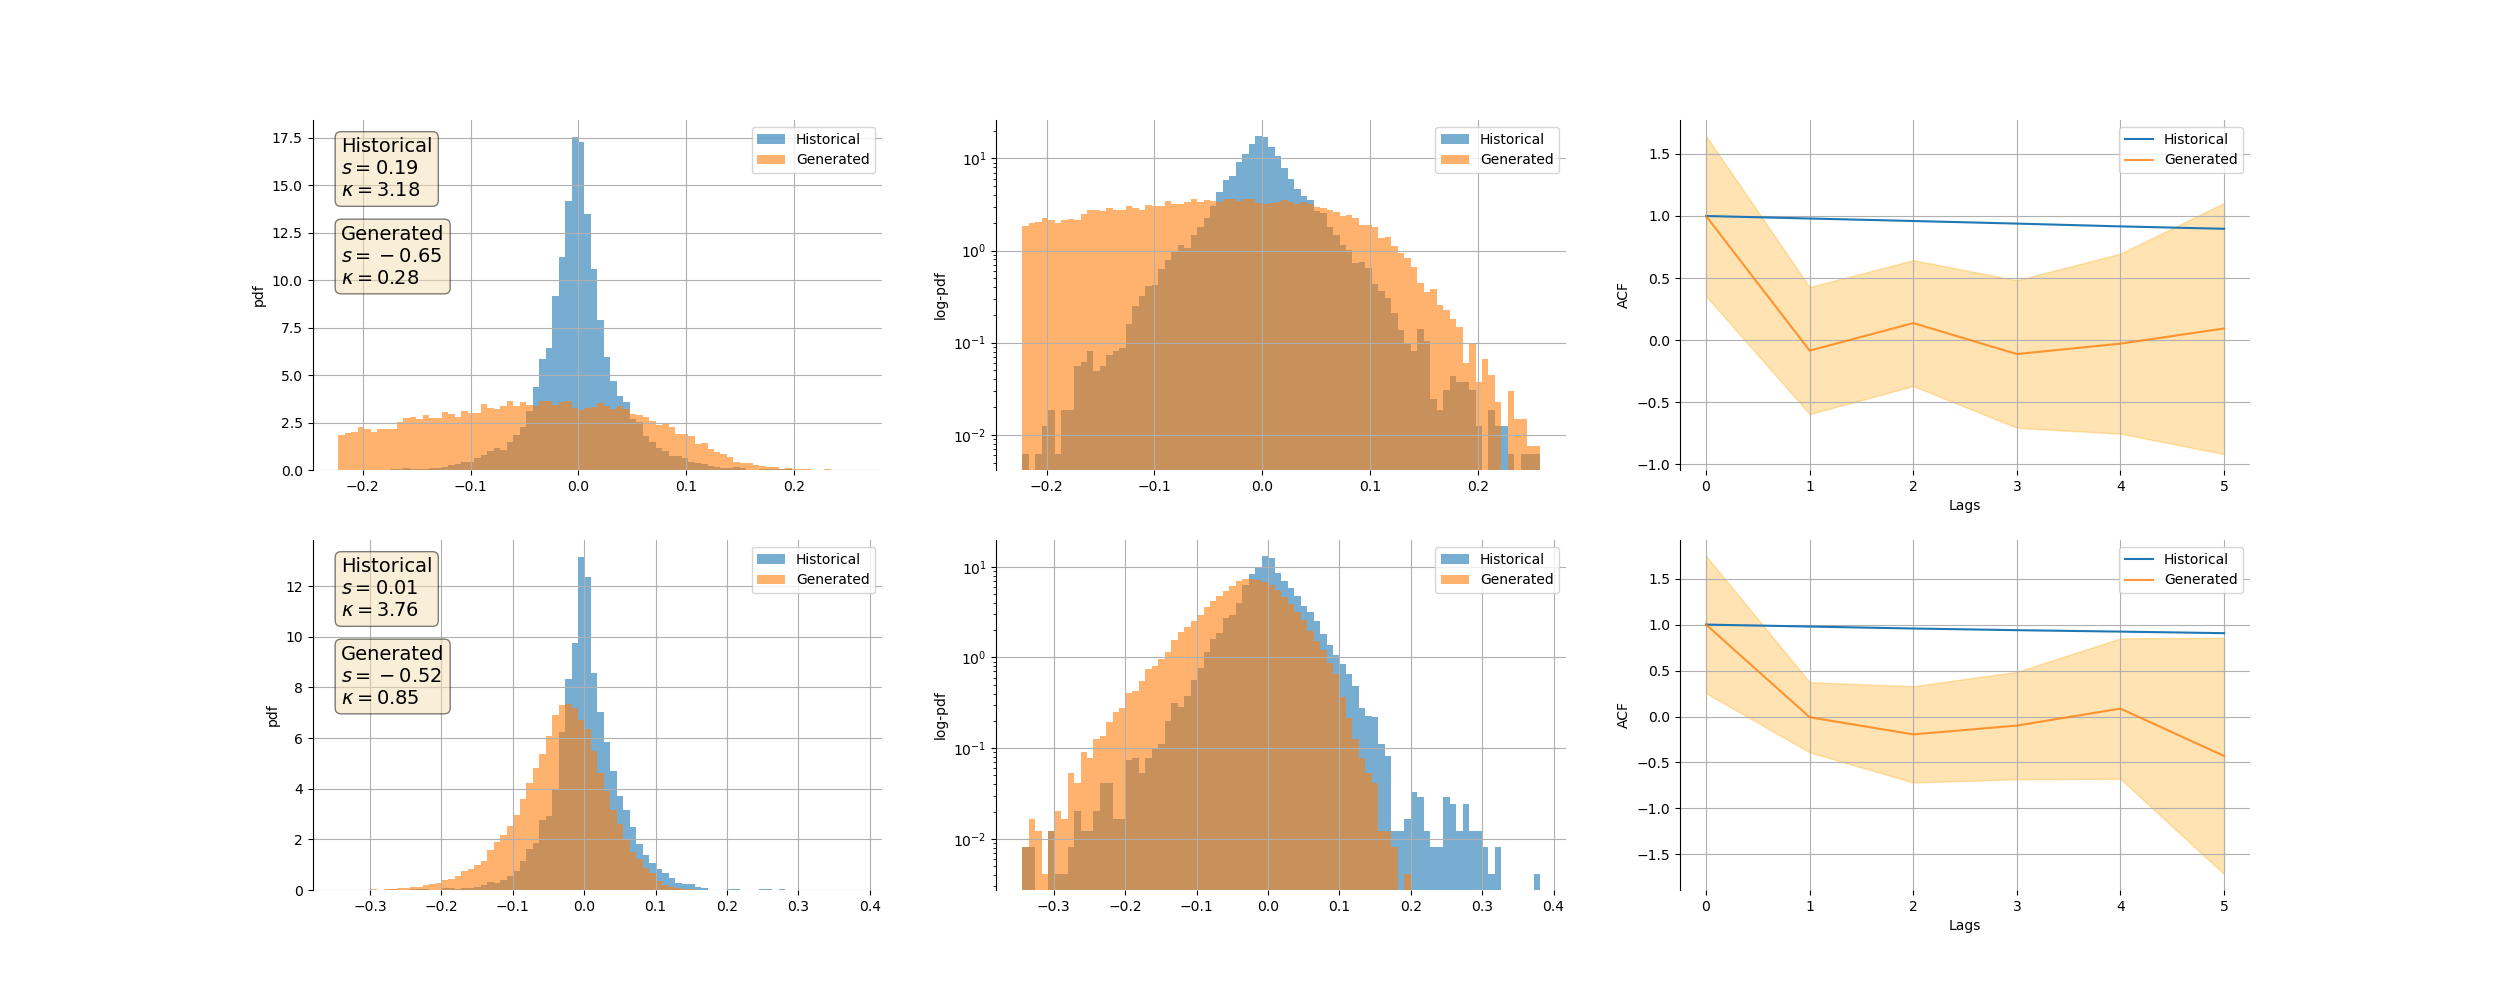 Historical
s = 0.19
κ = 3.18
Generated
s = −0.65
κ = 0.28
Historical
Generated
17.5
15.0
12.5
10.0
7.5
5.0
2.5
0.0
pdf
−0.2 −0.1 0.0 0.1 0.2
Historical
Generated
10¹
10⁰
10⁻¹
10⁻²
log-pdf
−0.2 −0.1 0.0 0.1 0.2
Historical
Generated
1.5
1.0
0.5
0.0
−0.5
−1.0
ACF
0 1 2 3 4 5
Lags
Historical
s = 0.01
κ = 3.76
Generated
s = −0.52
κ = 0.85
Historical
Generated
12
10
8
6
4
2
0
pdf
−0.3 −0.2 −0.1 0.0 0.1 0.2 0.3 0.4
Historical
Generated
10¹
10⁰
10⁻¹
10⁻²
log-pdf
−0.3 −0.2 −0.1 0.0 0.1 0.2 0.3 0.4
Historical
Generated
1.5
1.0
0.5
0.0
−0.5
−1.0
−1.5
ACF
0 1 2 3 4 5
Lags